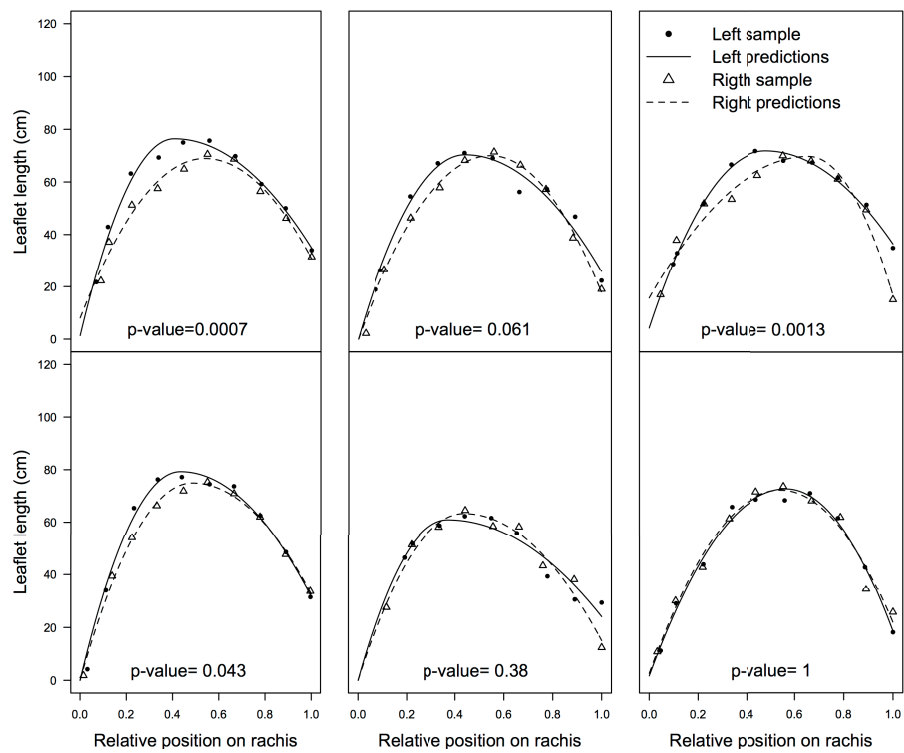 120
100
80
60
40
20
0
Leaflet length (cm)
p-value=0.0007
p-value= 0.061
Left sample
Left predictions
Rigth sample
Right predictions
p-value= 0.0013
120
100
80
60
40
20
0
Leaflet length (cm)
p-value= 0.043
p-value= 0.38
p-value= 1
0.0 0.2 0.4 0.6 0.8 1.0 0.0 0.2 0.4 0.6 0.8 1.0 0.0 0.2 0.4 0.6 0.8 1.0
Relative position on rachis Relative position on rachis Relative position on rachis